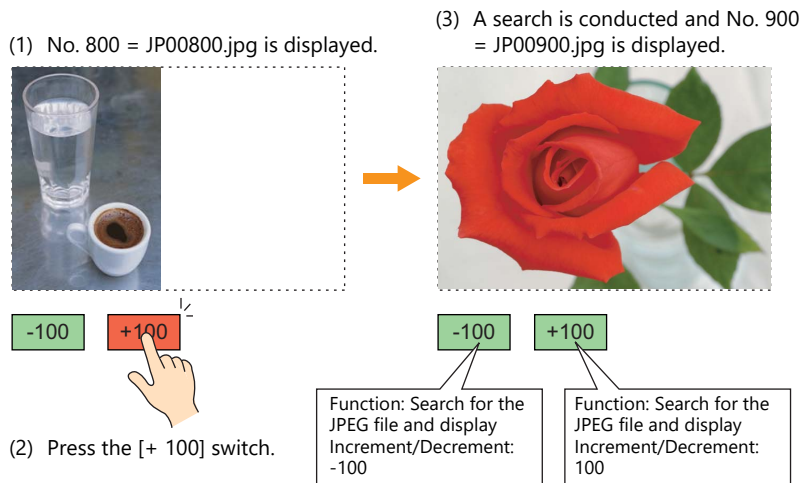 (1) No. 800 = JP00800.jpg is displayed.
(3) A search is conducted and No. 900
= JP00900.jpg is displayed.
-100
+100
-100
+100
(2) Press the [+ 100] switch.
Function: Search for the
JPEG file and display
Increment/Decrement:
-100
Function: Search for the
JPEG file and display
Increment/Decrement:
100